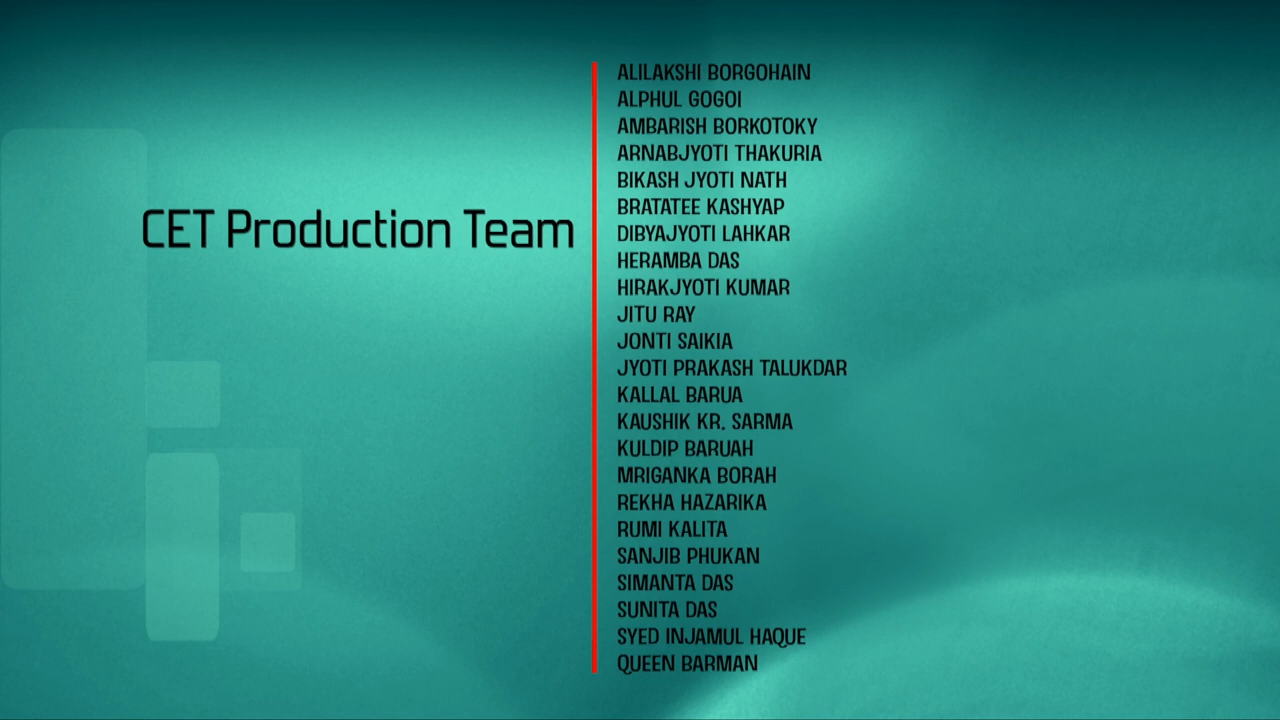 CET Production Team
ALILAKSHI BORGOHAIN
ALPHUL GOGOI
AMBARISH BORKOTOKY
ARNABJYOTI THAKURIA
BIKASH JYOTI NATH
BRATATEE KASHYAP
DIBYAJYOTI LAHKAR
HERAMBA DAS
HIRAKJYOTI KUMAR
JITU RAY
JONTI SAIKIA
JYOTI PRAKASH TALUKDAR
KALLAL BARUA
KAUSHIK KR. SARMA
KULDIP BARUAH
MRIGANKA BORAH
REKHA HAZARIKA
RUMI KALITA
SANJIB PHUKAN
SIMANTA DAS
SUNITA DAS
SYED INJAMUL HAQUE
QUEEN BARMAN